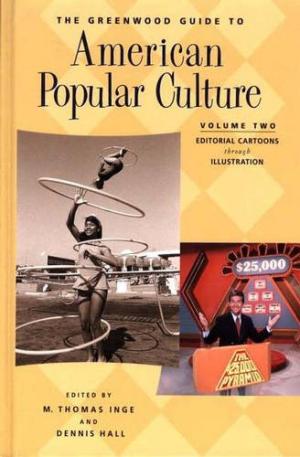 THE GREENWOOD GUIDE TO
American
Popular Culture
VOLUME TWO
EDITORIAL CARTOONS
through
ILLUSTRATION
$25,000
THE
$25,000
PYRAMID
EDITED BY
M. THOMAS INGE
AND
DENNIS HALL